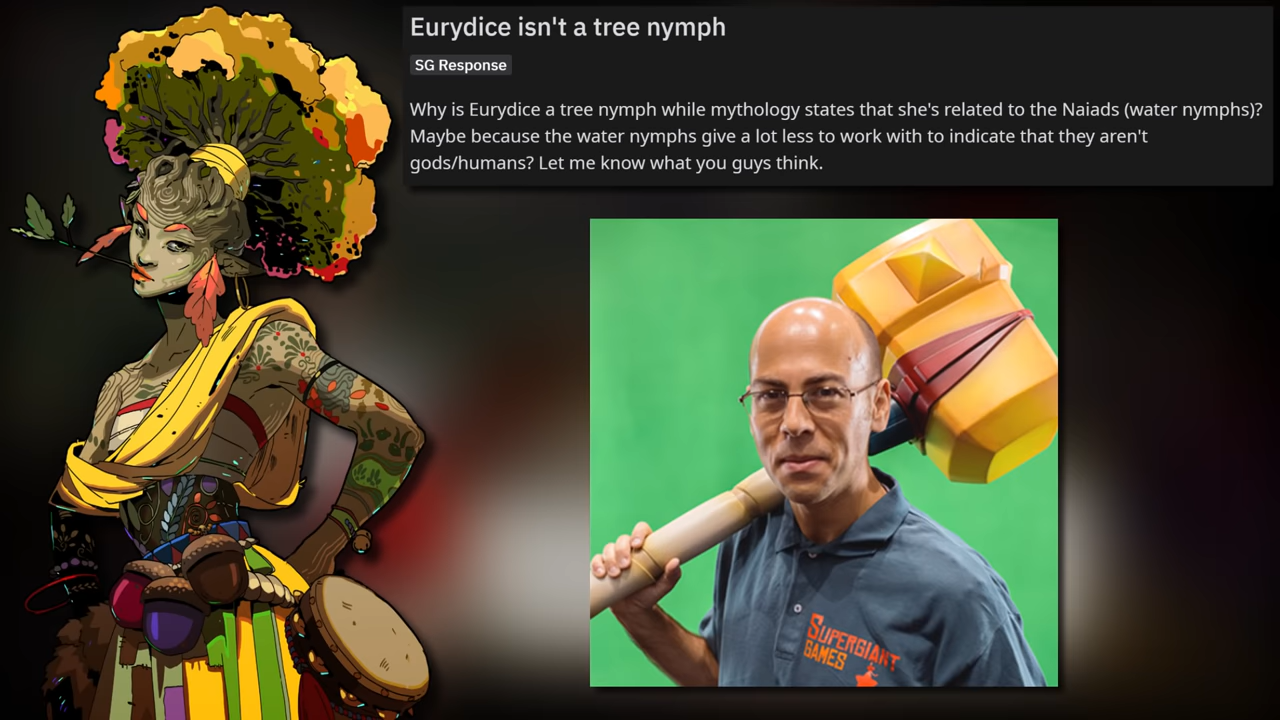 Eurydice isn't a tree nymph
SG Response
Why is Eurydice a tree nymph while mythology states that she's related to the Naiads (water nymphs)?
Maybe because the water nymphs give a lot less to work with to indicate that they aren't
gods/humans? Let me know what you guys think.
SUPERGIANT
GAMES